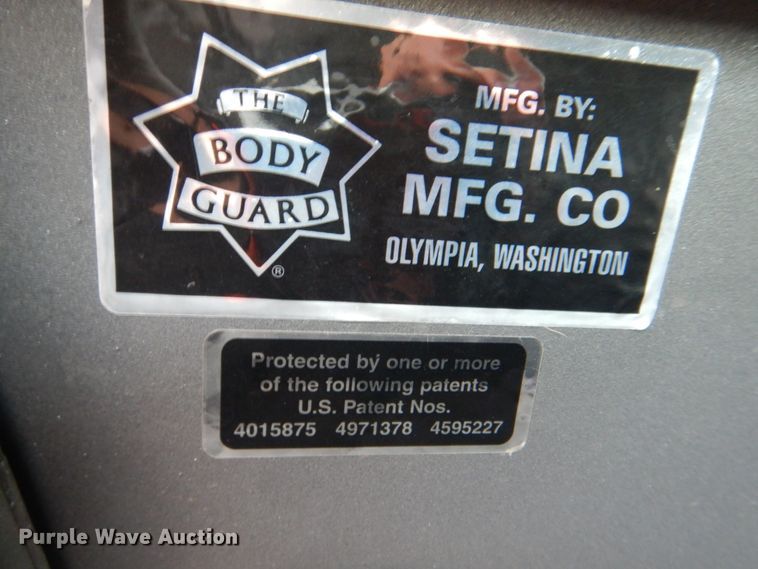 THE
BODY
GUARD
®
MFG. BY:
SETINA
MFG. CO
OLYMPIA, WASHINGTON
Protected by one or more
of the following patents
U.S. Patent Nos.
4015875 4971378 4595227
Purple Wave Auction